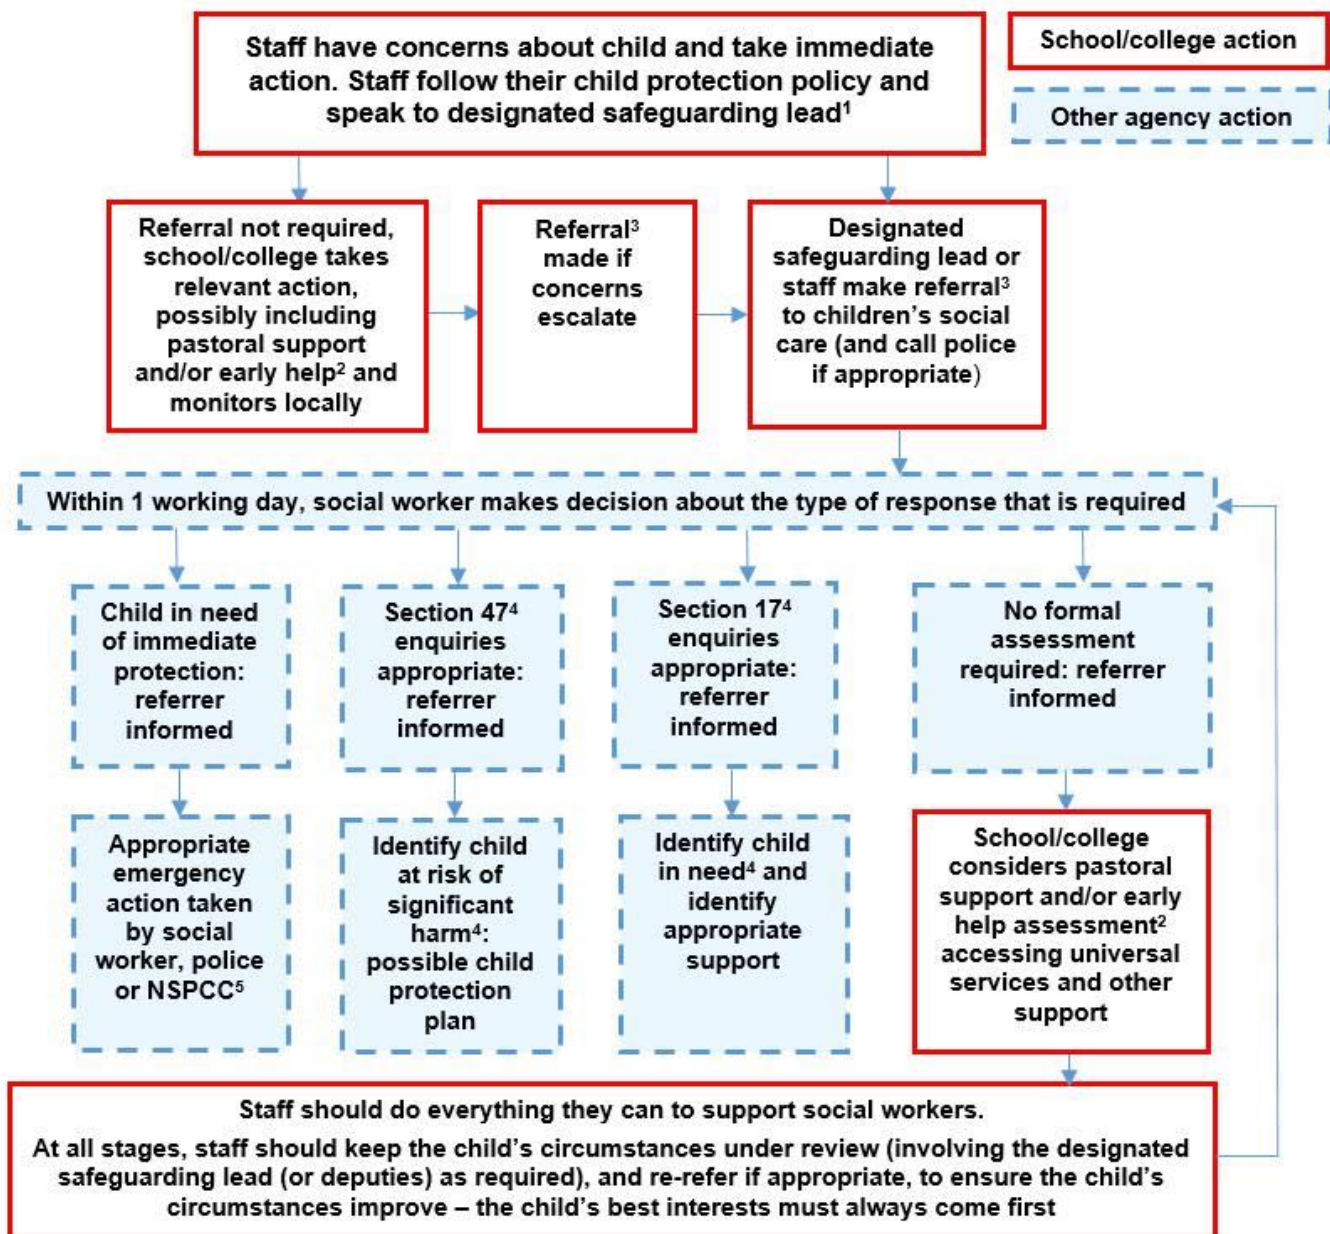 Staff have concerns about child and take immediate
action. Staff follow their child protection policy and
speak to designated safeguarding lead¹
School/college action
Other agency action
Referral not required,
school/college takes
relevant action,
possibly including
pastoral support
and/or early help² and
monitors locally
Referral³
made if
concerns
escalate
Designated
safeguarding lead or
staff make referral³
to children’s social
care (and call police
if appropriate)
Within 1 working day, social worker makes decision about the type of response that is required
Child in need
of immediate
protection:
referrer
informed
Section 47⁴
enquiries
appropriate:
referrer
informed
Section 17⁴
enquiries
appropriate:
referrer
informed
No formal
assessment
required: referrer
informed
Appropriate
emergency
action taken
by social
worker, police
or NSPCC⁵
Identify child
at risk of
significant
harm⁴:
possible child
protection
plan
Identify child
in need⁴ and
identify
appropriate
support
School/college
considers pastoral
support and/or early
help assessment²
accessing universal
services and other
support
Staff should do everything they can to support social workers.
At all stages, staff should keep the child’s circumstances under review (involving the designated
safeguarding lead (or deputies) as required), and re-refer if appropriate, to ensure the child’s
circumstances improve – the child’s best interests must always come first